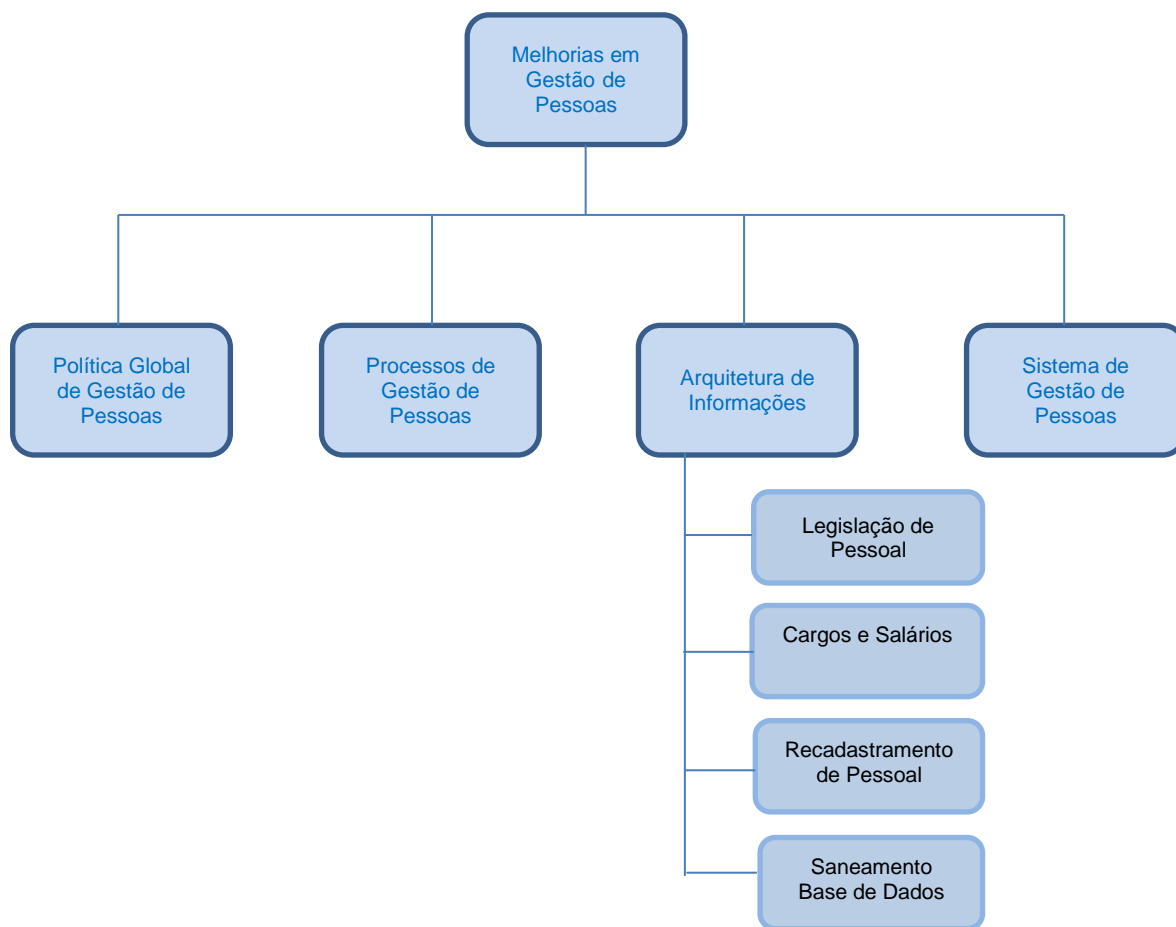 Melhorias em
Gestão de
Pessoas
Política Global
de Gestão de
Pessoas
Processos de
Gestão de
Pessoas
Arquitetura de
Informações
Sistema de
Gestão de
Pessoas
Legislação de
Pessoal
Cargos e Salários
Recadastramento
de Pessoal
Saneamento
Base de Dados